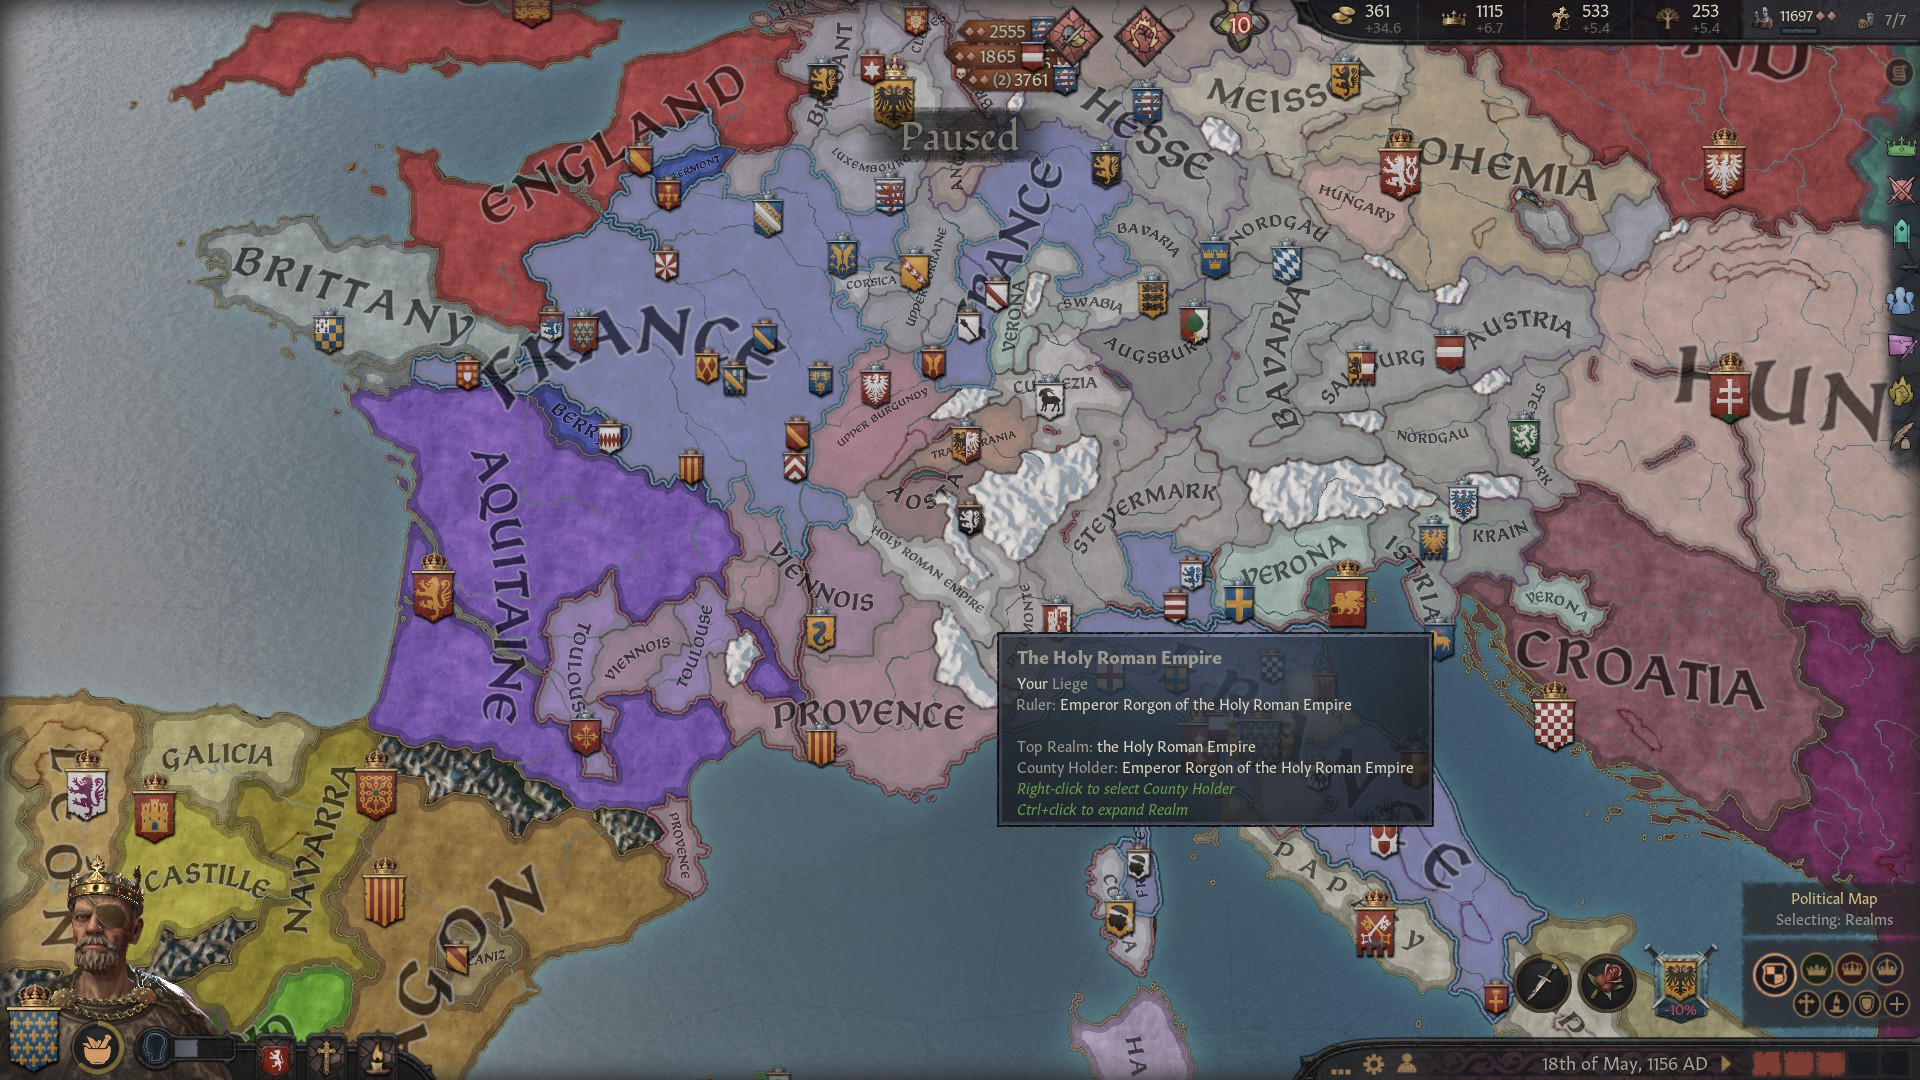 361
+34.6
1115
+6.7
533
+5.4
253
+5.4
11697
7/7
10
2555
1865
(2) 3761
Paused
ENGLAND
BRITTANY
FRANCE
FRANCE
LUXEMBOURG
HESSE
BOHEMIA
HUNGARY
BAVARIA
NORDGAU
CORSICA
VERONA
SWABIA
AUGSBURG
BAVARIA
AUSTRIA
UPPER BURGUNDY
NORDGAU
AOSTA
STEYERMARK
HOLY ROMAN EMPIRE
KRAIN
ISTRIA
VERONA
VERONA
AQUITAINE
VIENNOIS
TOULOUSE
VIENNOIS
TOULOUSE
PROVENCE
PROVENCE
CROATIA
GALICIA
CASTILLE
NAVARRA
The Holy Roman Empire
Your Liege
Ruler: Emperor Rorgon of the Holy Roman Empire
Top Realm: the Holy Roman Empire
County Holder: Emperor Rorgon of the Holy Roman Empire
Right-click to select County Holder
Ctrl+click to expand Realm
Political Map
Selecting: Realms
-10%
18th of May, 1156 AD